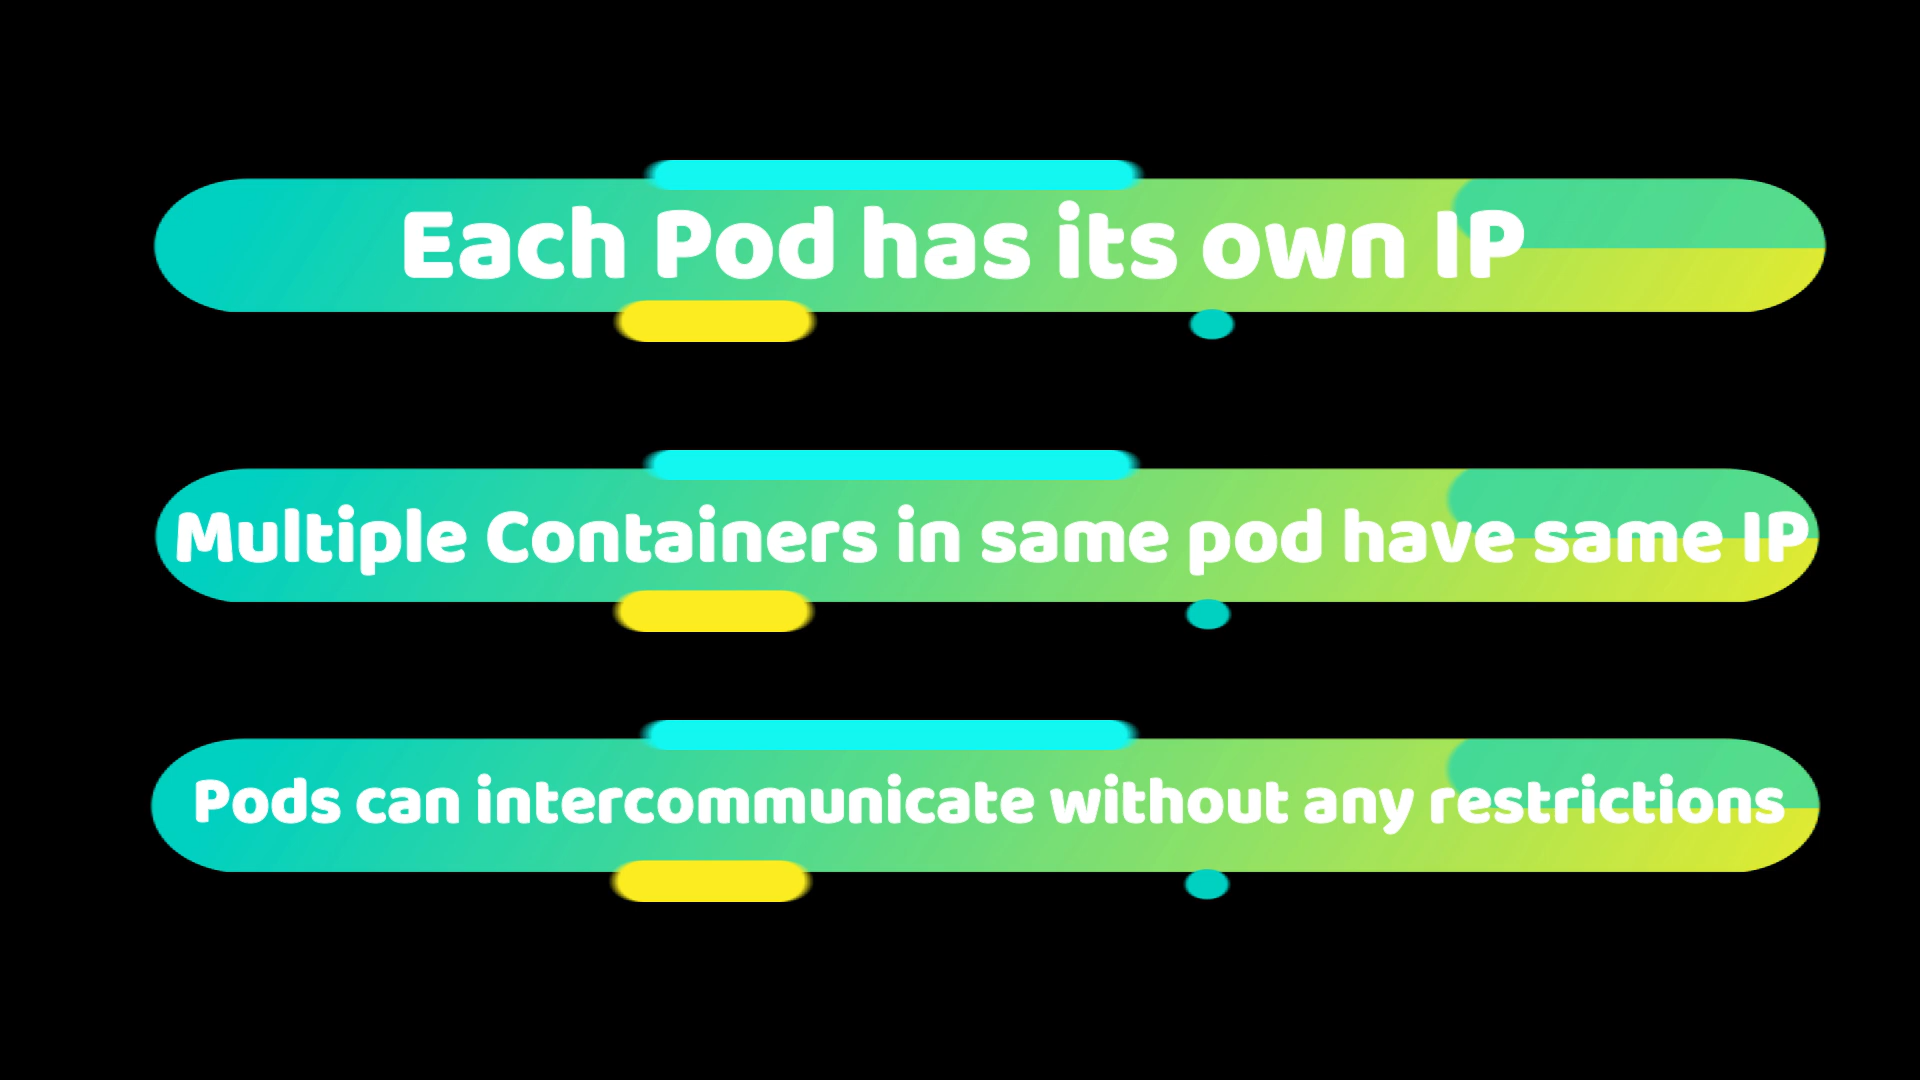 Each Pod has its own IP
Multiple Containers in same pod have same IP
Pods can intercommunicate without any restrictions